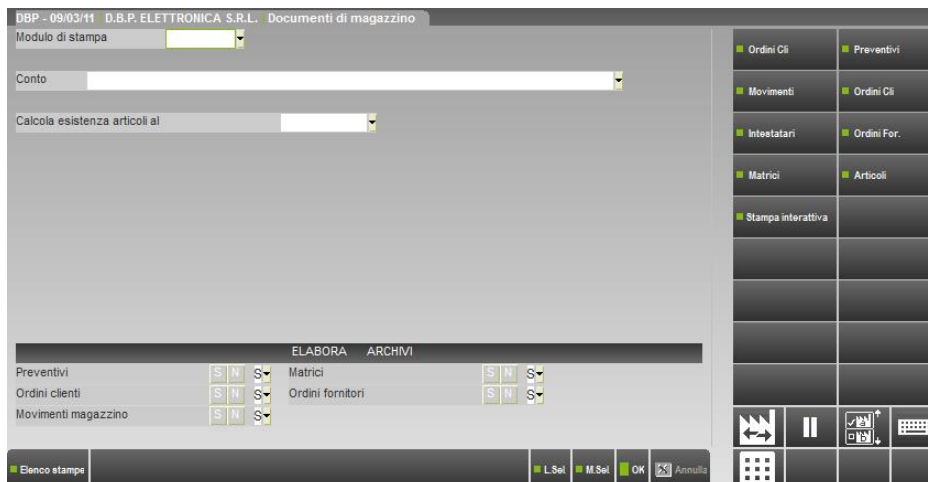 DBP - 09/03/11 D.B.P. ELETTRONICA S.R.L. Documenti di magazzino
Modulo di stampa
Conto
Calcola esistenza articoli al
ELABORA ARCHIVI
Preventivi S N S Matrici S N S
Ordini clienti S N S Ordini fornitori S N S
Movimenti magazzino S N S
Elenco stampe L.Sel M.Sel OK Annulla
Ordini Cli Preventivi
Movimenti Ordini Cli
Intestatari Ordini For.
Matrici Articoli
Stampa interattiva
a
b